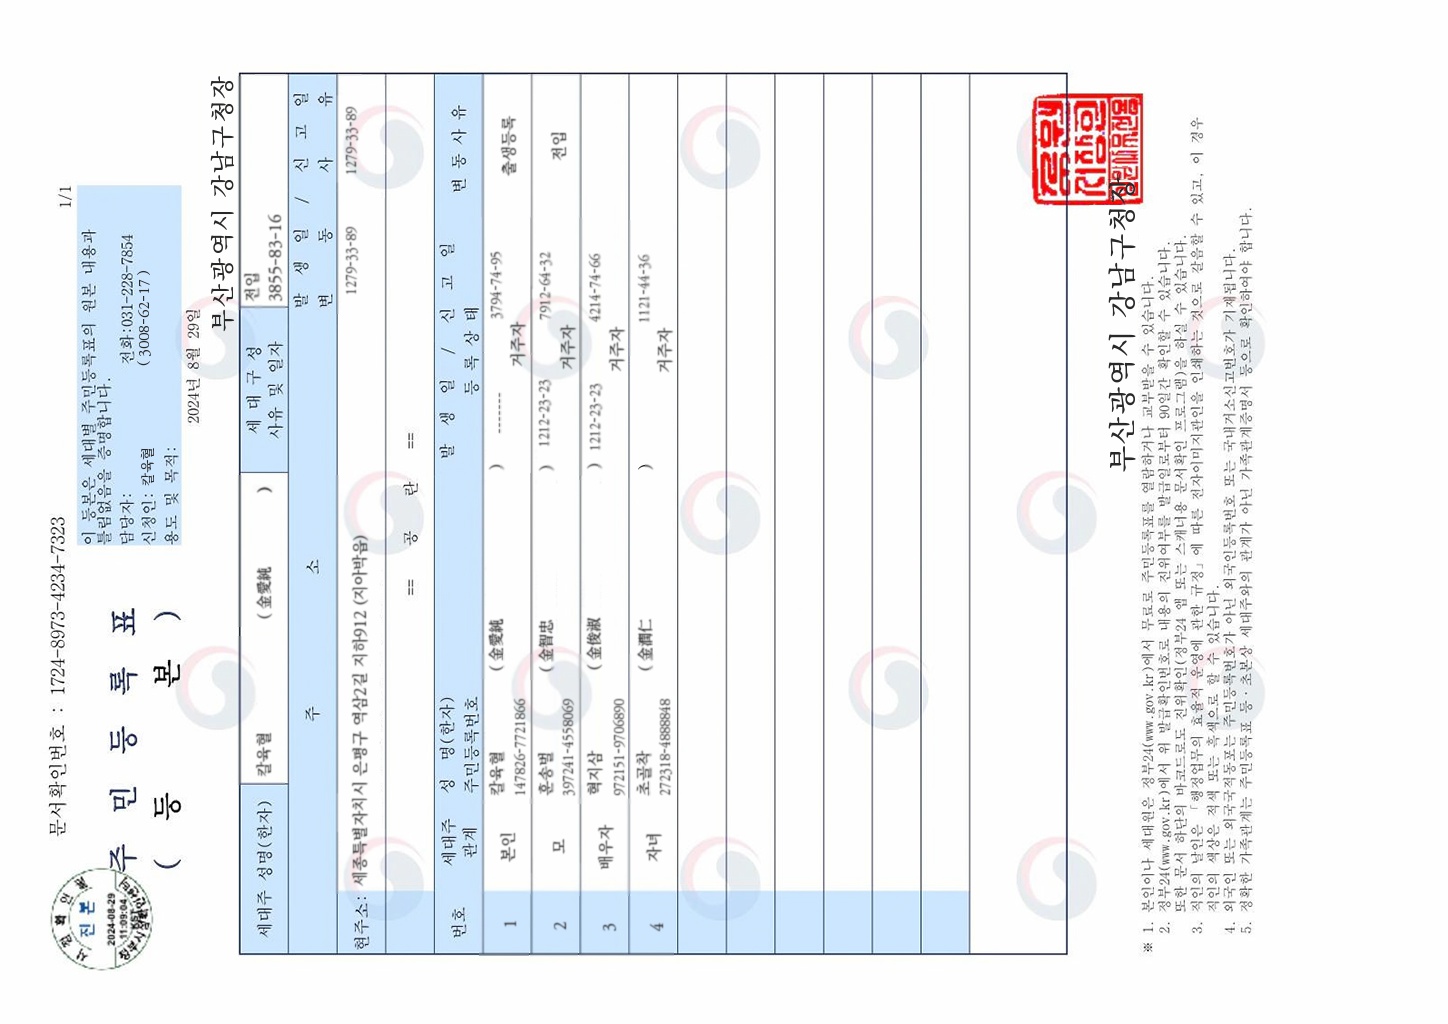 문서확인번호 : 1724-8973-4234-7323
1/1
주 민 등 록 표
( 등 본 )
이 등본은 세대별 주민등록표의 원본 내용과
틀림없음을 증명합니다.
담당자: 전화:031-228-7854
신청인: 칼육혈 (3008-62-17)
용도 및 목적:
2024년 8월 29일
부산광역시 강남구청장
진본
2024-08-29
11:09:04
세대주 성명(한자)
칼육혈 (金愛純 )
세 대 구 성
사유 및 일자
전입
3855-83-16
주 소
발 생 일 / 신 고 일
변 동 사 유
현주소: 세종특별자치시 은평구 역삼2길 지하912 (지아박읍)
1279-33-89 1279-33-89
== 공 란 ==
번호
세대주
관계
성 명(한자)
주민등록번호
발 생 일 / 신 고 일
등 록 상 태
변 동 사 유
1 본인 칼육혈 (金愛純 ) ------- 3794-74-95 출생등록
147826-7721866 거주자
2 모 훈송벌 (金智忠 ) 1212-23-23 7912-64-32 전입
397241-4558069 거주자
3 배우자 혁지삼 (金俊淑 ) 1212-23-23 4214-74-66
972151-9706890 거주자
4 자녀 초골착 (金潤仁 ) 1121-44-36
272318-4888848 거주자
부산광역시 강남구청장
※ 1. 본인이나 세대원은 정부24(www.gov.kr)에서 무료로 주민등록표를 열람하거나 교부받을 수 있습니다.
2. 정부24(www.gov.kr)에서 위 발급확인번호로 내용의 진위여부를 발급일로부터 90일간 확인할 수 있습니다.
또한 문서 하단의 바코드로도 진위확인(정부24 앱 또는 스캐너용 문서확인 프로그램)을 하실 수 있습니다.
3. 직인의 날인은 「행정업무의 효율적 운영에 관한 규정」에 따른 전자이미지관인을 인쇄하는 것으로 갈음할 수 있고, 이 경우
직인의 색상은 적색 또는 흑색으로 할 수 있습니다.
4. 외국인 또는 외국국적동포는 주민등록번호가 아닌 외국인등록번호 또는 국내거소신고번호가 기재됩니다.
5. 정확한 가족관계는 주민등록표 등·초본상 세대주와의 관계가 아닌 가족관계증명서 등으로 확인하여야 합니다.